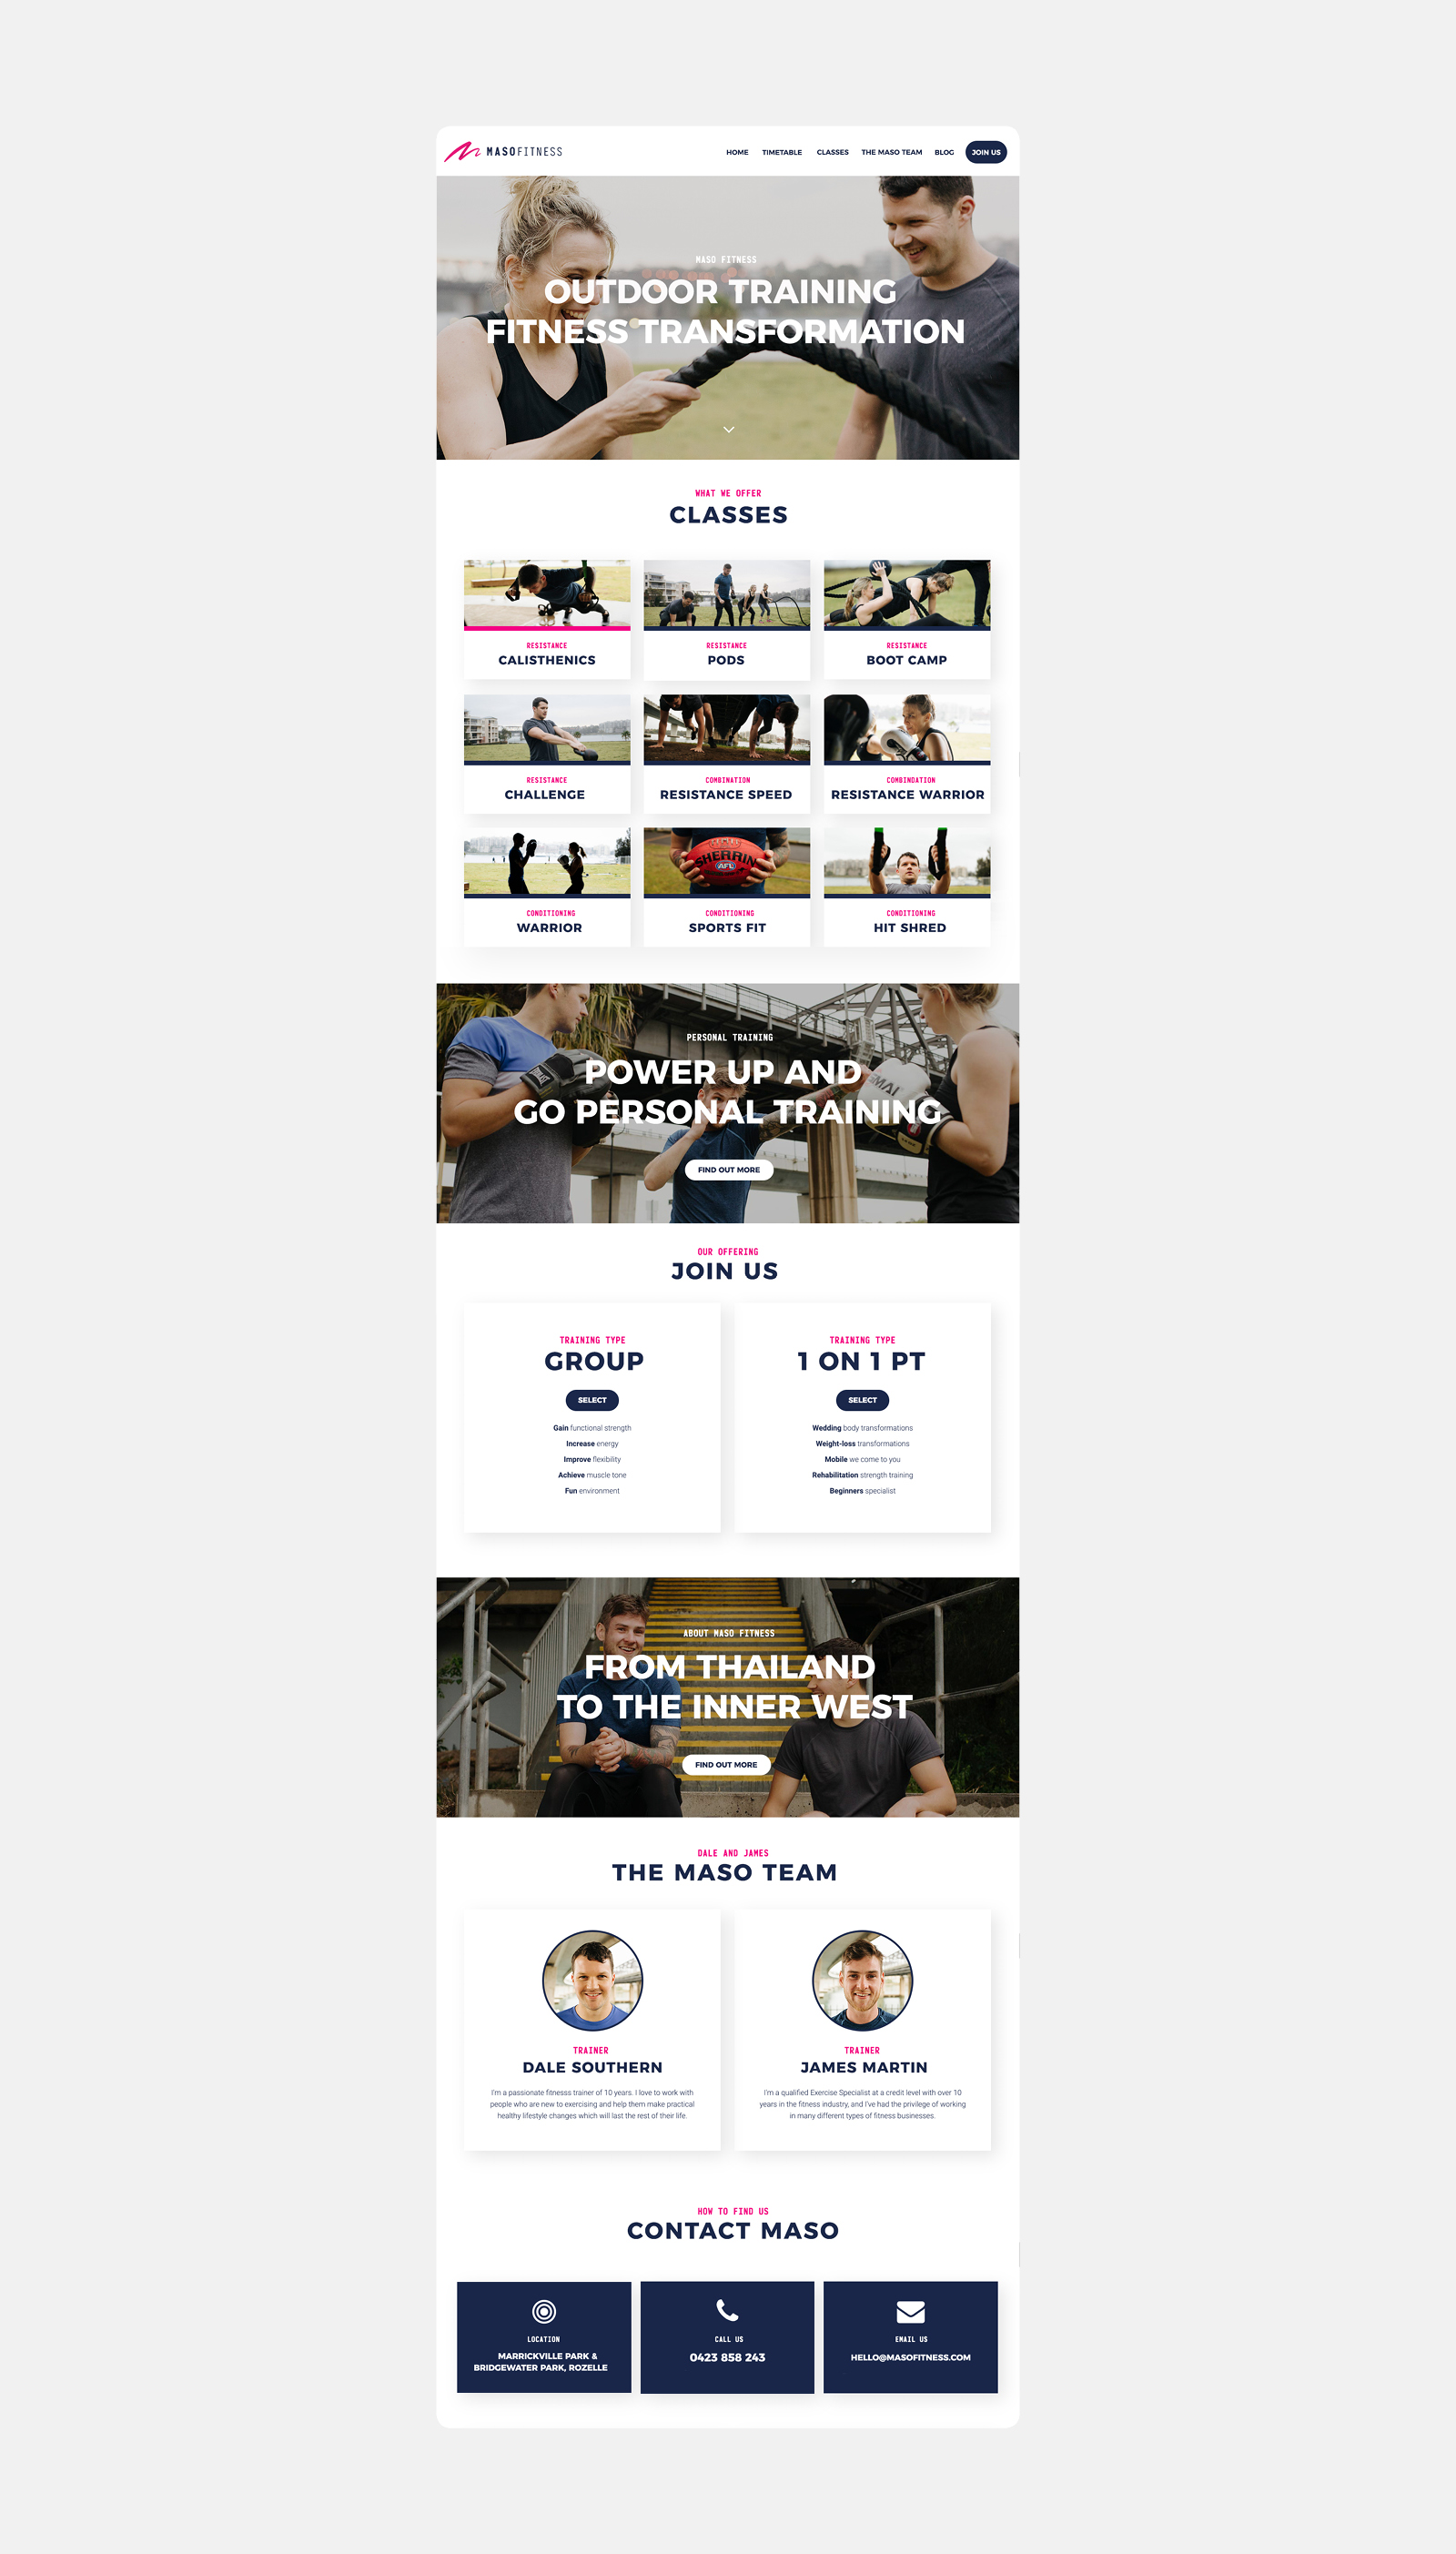 MASOFITNESS
HOME TIMETABLE CLASSES THE MASO TEAM BLOG JOIN US
MASO FITNESS
OUTDOOR TRAINING
FITNESS TRANSFORMATION
WHAT WE OFFER
CLASSES
RESISTANCE
CALISTHENICS
RESISTANCE
PODS
RESISTANCE
BOOT CAMP
RESISTANCE
CHALLENGE
COMBINATION
RESISTANCE SPEED
COMBINDATION
RESISTANCE WARRIOR
CONDITIONING
WARRIOR
SHERRIN
AFL
CONDITIONING
SPORTS FIT
CONDITIONING
HIT SHRED
PERSONAL TRAINING
POWER UP AND
GO PERSONAL TRAINING
FIND OUT MORE
OUR OFFERING
JOIN US
TRAINING TYPE
GROUP
SELECT
Gain functional strength
Increase energy
Improve flexibility
Achieve muscle tone
Fun environment
TRAINING TYPE
1 ON 1 PT
SELECT
Wedding body transformations
Weight-loss transformations
Mobile we come to you
Rehabilitation strength training
Beginners specialist
ABOUT MASO FITNESS
FROM THAILAND
TO THE INNER WEST
FIND OUT MORE
DALE AND JAMES
THE MASO TEAM
TRAINER
DALE SOUTHERN
I'm a passionate fitnesss trainer of 10 years. I love to work with
people who are new to exercising and help them make practical
healthy lifestyle changes which will last the rest of their life.
TRAINER
JAMES MARTIN
I'm a qualified Exercise Specialist at a credit level with over 10
years in the fitness industry, and I've had the privilege of working
in many different types of fitness businesses.
HOW TO FIND US
CONTACT MASO
LOCATION
MARRICKVILLE PARK &
BRIDGEWATER PARK, ROZELLE
CALL US
0423 858 243
EMAIL US
HELLO@MASOFITNESS.COM